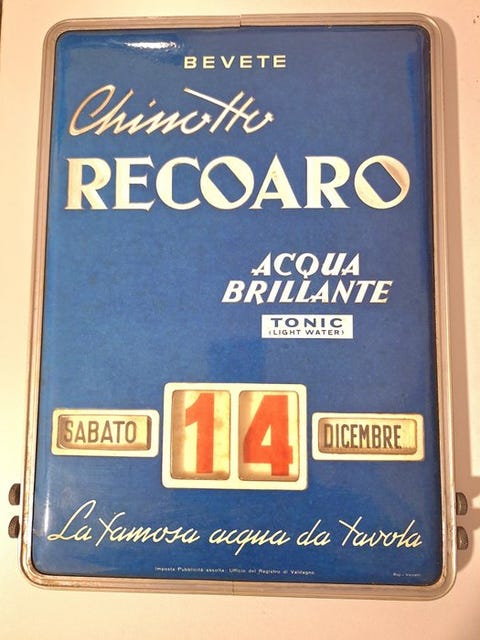 BEVETE
Chinotto
RECOARO
ACQUA
BRILLANTE
TONIC
(LIGHT WATER)
SABATO 14 DICEMBRE
La famosa acqua da tavola
Imposta Pubblicità assolta: Ufficio del Registro di Valdagno